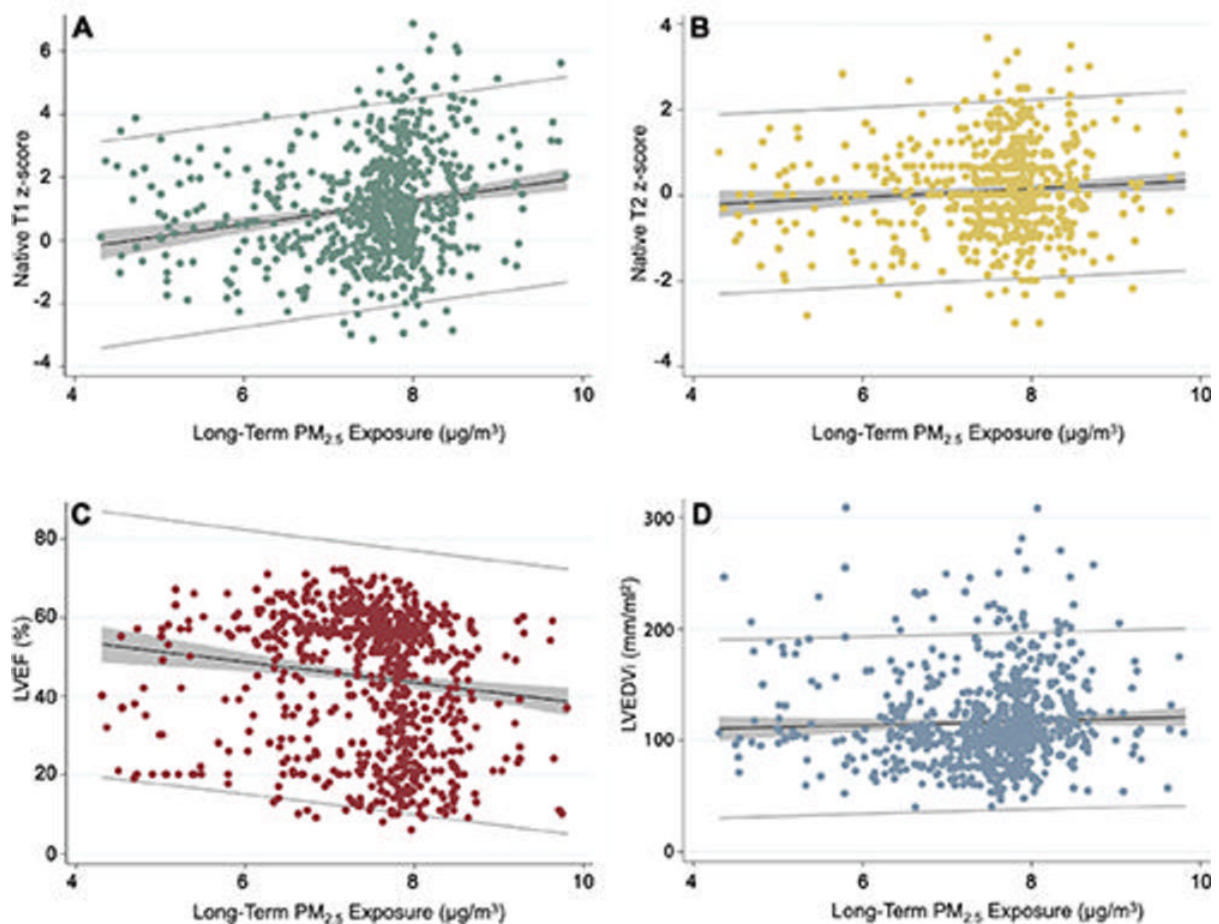 A
Native T1 z-score
6
4
2
0
-2
-4
4 6 8 10
Long-Term PM2.5 Exposure (µg/m³)
B
Native T2 z-score
4
2
0
-2
-4
4 6 8 10
Long-Term PM2.5 Exposure (µg/m³)
C
LVEF (%)
80
60
40
20
0
4 6 8 10
Long-Term PM2.5 Exposure (µg/m³)
D
LVEDVi (mm/ml²)
300
200
100
0
4 6 8 10
Long-Term PM2.5 Exposure (µg/m³)